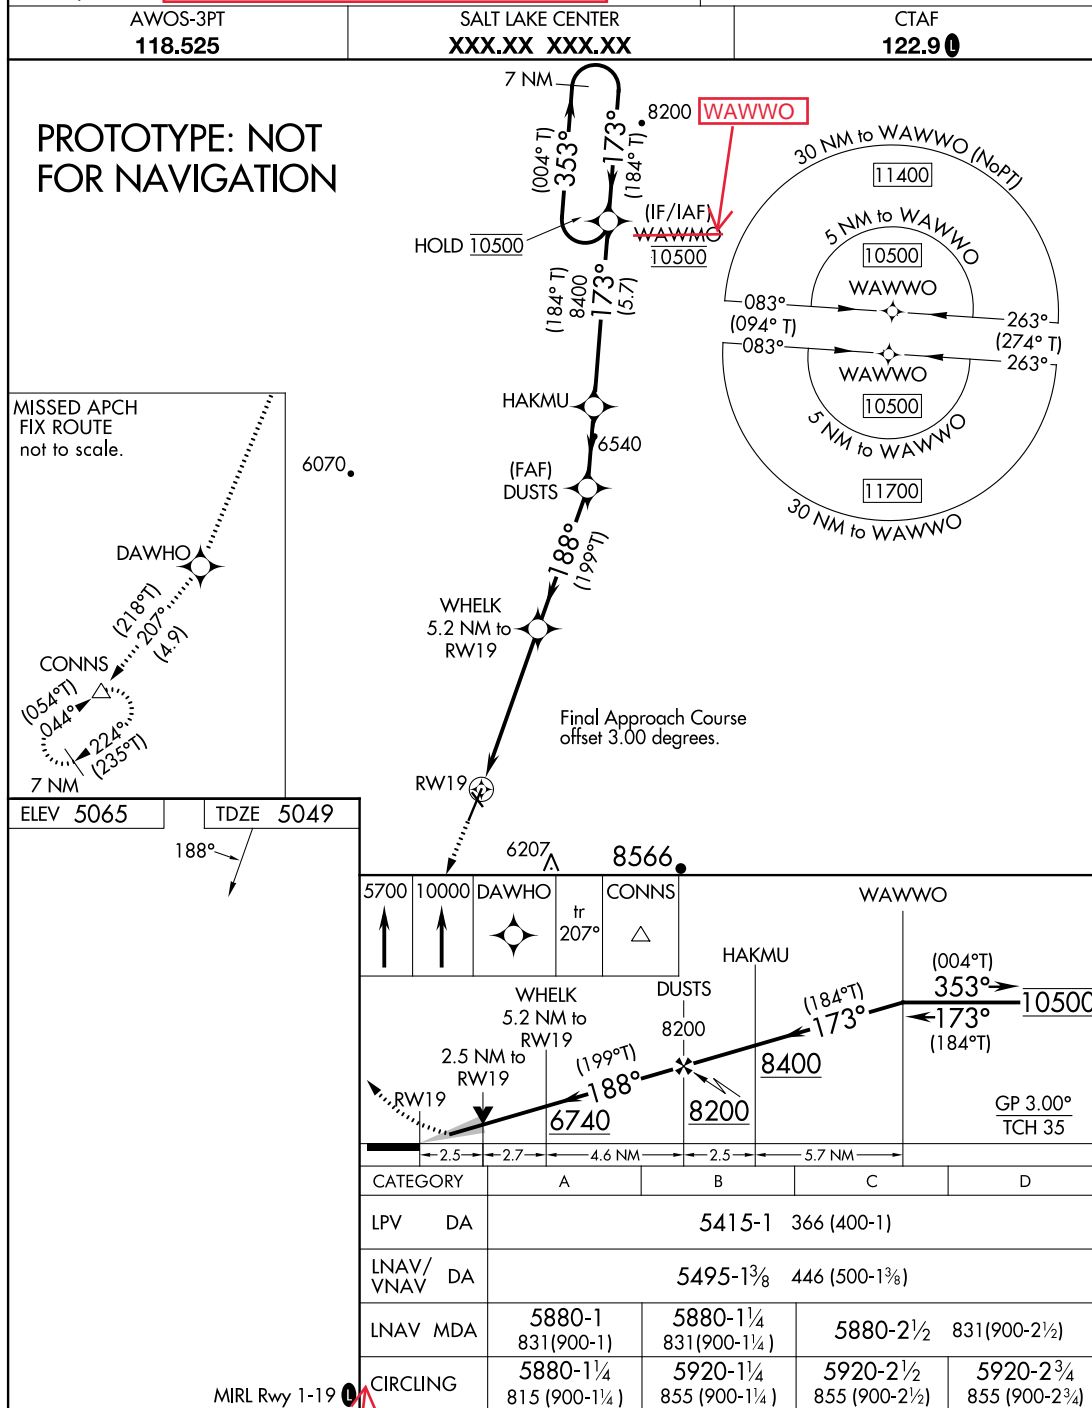 AWOS-3PT
118.525
SALT LAKE CENTER
XXX.XX XXX.XX
CTAF
122.9 L
PROTOTYPE: NOT
FOR NAVIGATION
7 NM
353°
(004° T)
173°
(184° T)
8200
WAWWO
(IF/IAF)
WAWMO
10500
HOLD 10500
(184° T)
8400
173°
(5.7)
30 NM to WAWWO (NoPT)
11400
5 NM to WAWWO
10500
WAWWO
083°
(094° T)
083°
263°
(274° T)
263°
WAWWO
10500
5 NM to WAWWO
11700
30 NM to WAWWO
HAKMU
6540
6070
(FAF)
DUSTS
188°
(199°T)
WHELK
5.2 NM to
RW19
Final Approach Course
offset 3.00 degrees.
RW19
6207
8566
MISSED APCH
FIX ROUTE
not to scale.
DAWHO
(218°T)
207°
(4.9)
CONNS
(054°T)
044°
224°
(235°T)
7 NM
ELEV 5065
TDZE 5049
188°
5700
10000
DAWHO
tr
207°
CONNS
WAWWO
HAKMU
DUSTS
8200
WHELK
5.2 NM to
RW19
2.5 NM to
RW19
RW19
(004°T)
353°
10500
173°
(184°T)
(184°T)
173°
8400
(199°T)
188°
8200
6740
GP 3.00°
TCH 35
2.5
2.7
4.6 NM
2.5
5.7 NM
CATEGORY A B C D
LPV DA 5415-1 366 (400-1)
LNAV/
VNAV DA 5495-1⅜ 446 (500-1⅜)
LNAV MDA 5880-1 5880-1¼ 5880-2½ 831(900-2½)
831(900-1) 831(900-1¼)
CIRCLING 5880-1¼ 5920-1¼ 5920-2½ 5920-2¾
815 (900-1¼) 855 (900-1¼) 855 (900-2½) 855 (900-2¾)
MIRL Rwy 1-19 L